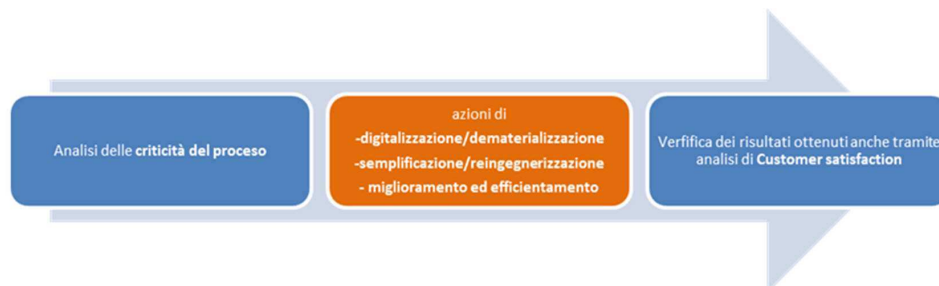 Analisi delle criticità del processo
azioni di
-digitalizzazione/dematerializzazione
-semplificazione/reingegnerizzazione
- miglioramento ed efficientamento
Verfifica dei risultati ottenuti anche tramite
analisi di Customer satisfaction